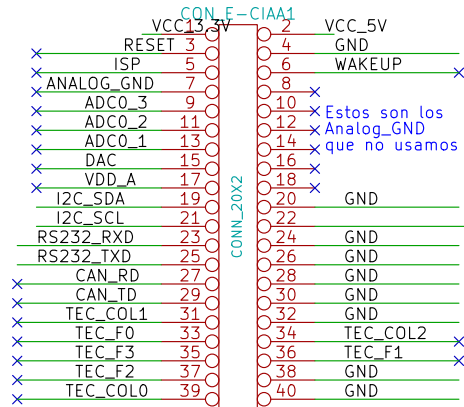 CON_E-CIAA1
VCC_3.3V 1 2 VCC_5V
RESET 3 4 GND
ISP 5 6 WAKEUP
ANALOG_GND 7 8
ADC0_3 9 10
ADC0_2 11 12
ADC0_1 13 14
DAC 15 16
VDD_A 17 18
Estos son los
Analog_GND
que no usamos
I2C_SDA 19 20 GND
I2C_SCL 21 22
RS232_RXD 23 24 GND
RS232_TXD 25 26 GND
CAN_RD 27 28 GND
CAN_TD 29 30 GND
TEC_COL1 31 32 GND
TEC_F0 33 34 TEC_COL2
TEC_F3 35 36 TEC_F1
TEC_F2 37 38 GND
TEC_COL0 39 40 GND
CONN_20X2